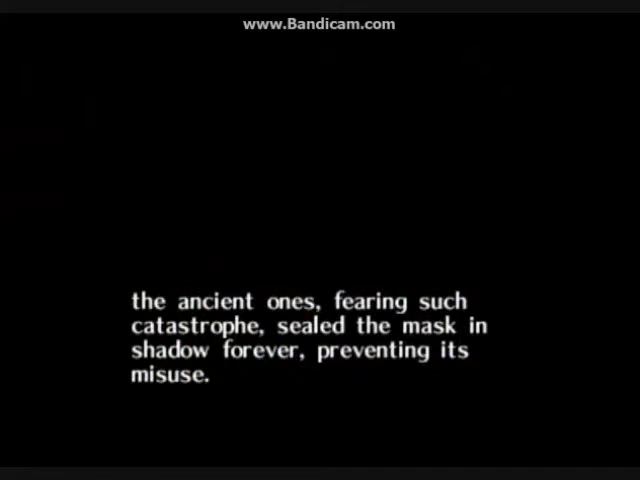 www.Bandicam.com
the ancient ones, fearing such
catastrophe, sealed the mask in
shadow forever, preventing its
misuse.